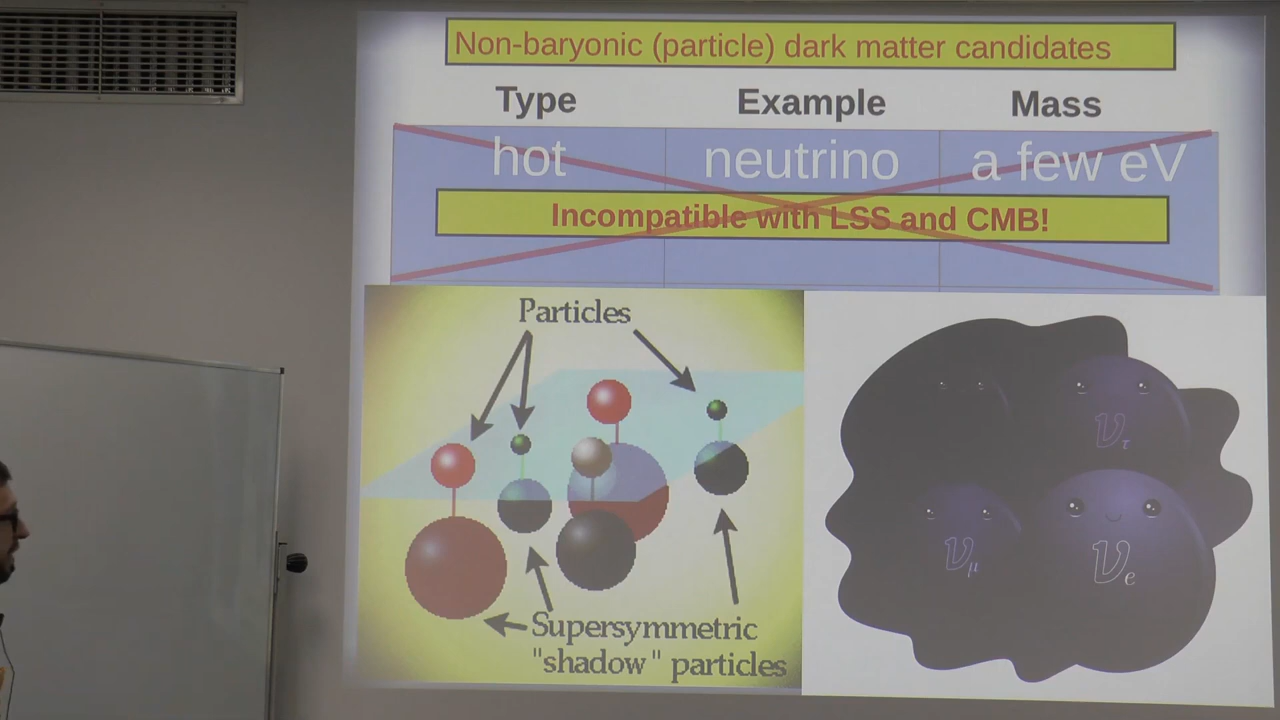 Non-baryonic (particle) dark matter candidates
Type Example Mass
hot neutrino a few eV
Incompatible with LSS and CMB!
Particles
ντ
νμ
νe
Supersymmetric
"shadow" particles